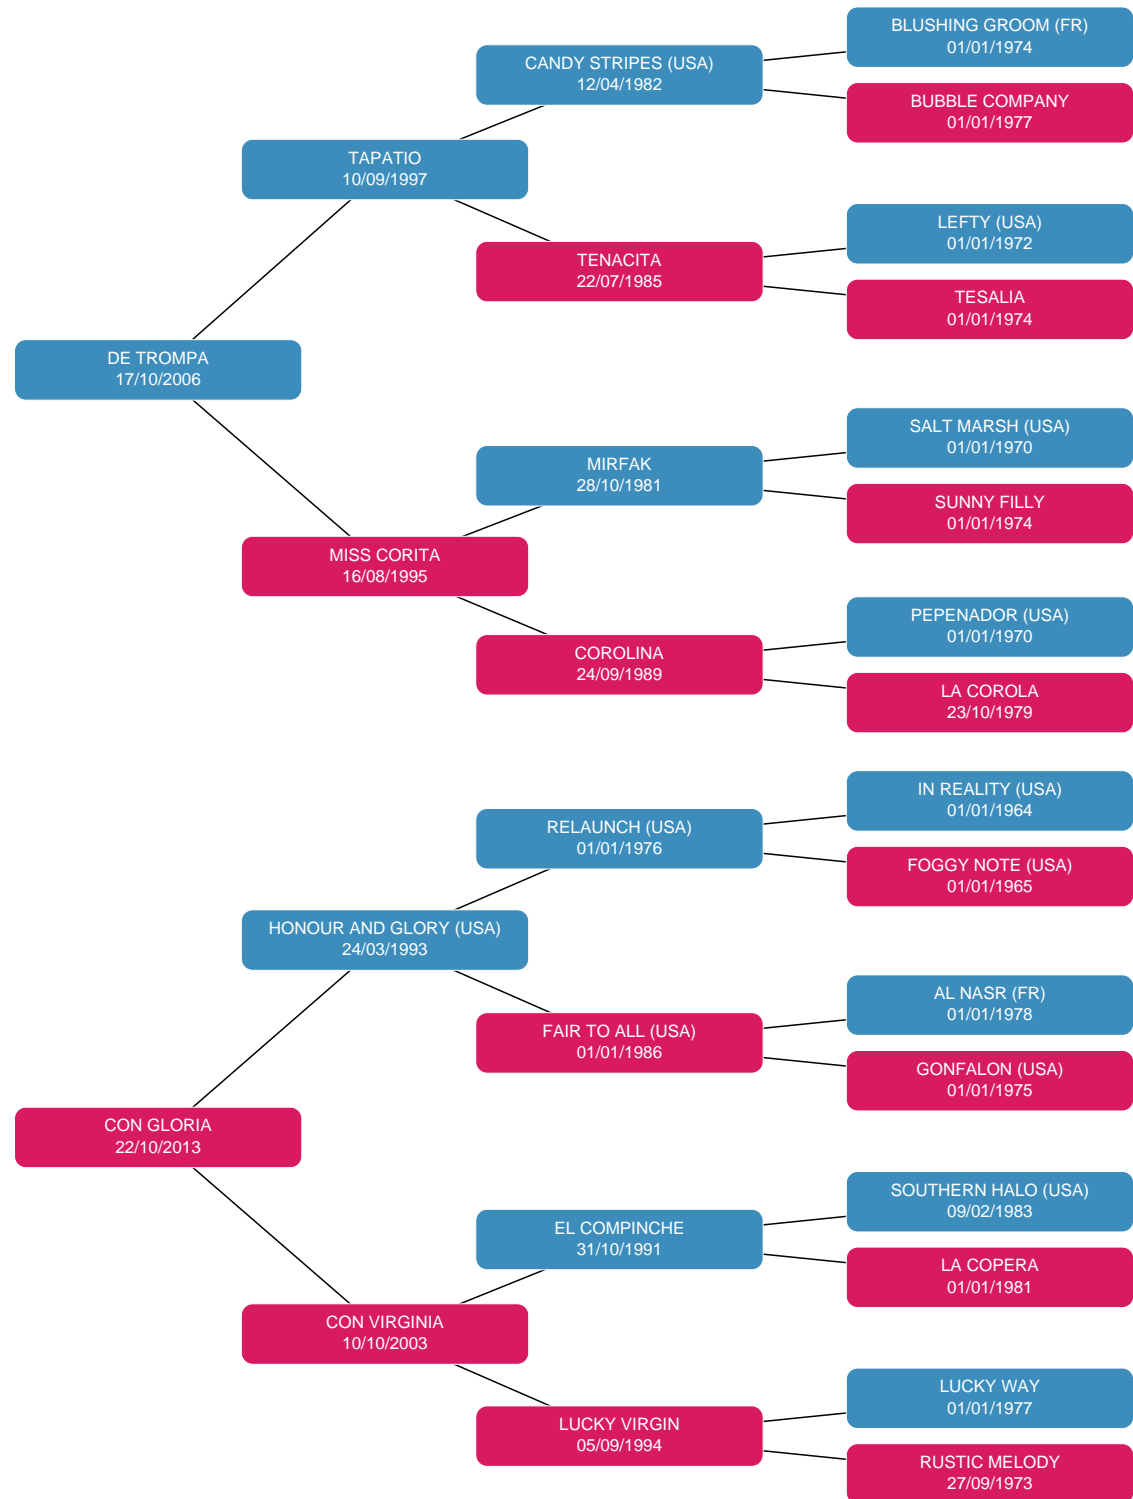 BLUSHING GROOM (FR)
01/01/1974
CANDY STRIPES (USA)
12/04/1982
BUBBLE COMPANY
01/01/1977
TAPATIO
10/09/1997
LEFTY (USA)
01/01/1972
TENACITA
22/07/1985
TESALIA
01/01/1974
DE TROMPA
17/10/2006
SALT MARSH (USA)
01/01/1970
MIRFAK
28/10/1981
SUNNY FILLY
01/01/1974
MISS CORITA
16/08/1995
PEPENADOR (USA)
01/01/1970
COROLINA
24/09/1989
LA COROLA
23/10/1979
IN REALITY (USA)
01/01/1964
RELAUNCH (USA)
01/01/1976
FOGGY NOTE (USA)
01/01/1965
HONOUR AND GLORY (USA)
24/03/1993
AL NASR (FR)
01/01/1978
FAIR TO ALL (USA)
01/01/1986
GONFALON (USA)
01/01/1975
CON GLORIA
22/10/2013
SOUTHERN HALO (USA)
09/02/1983
EL COMPINCHE
31/10/1991
LA COPERA
01/01/1981
CON VIRGINIA
10/10/2003
LUCKY WAY
01/01/1977
LUCKY VIRGIN
05/09/1994
RUSTIC MELODY
27/09/1973